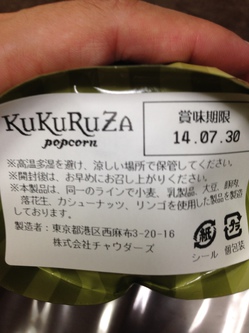 KuKuRuZA
popcorn
賞味期限
14.07.30
※高温多湿を避け、涼しい場所で保管してください。
※開封後は、お早めにお召し上がりください。
※本製品は、同一のラインで小麦、乳製品、大豆、豚肉、
落花生、カシューナッツ、リンゴを使用した製品を製造
しております。
製造者：東京都港区西麻布3-20-16
株式会社チャウダーズ
紙
シール
プラ
個包装